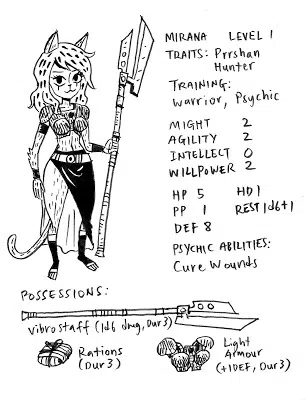 MIRANA LEVEL 1
TRAITS: Prrshan
Hunter
TRAINING:
Warrior, Psychic
MIGHT 2
AGILITY 2
INTELLECT 0
WILLPOWER 2
HP 5 HD 1
PP 1 REST 1d6+1
DEF 8
PSYCHIC ABILITIES:
Cure Wounds
POSSESSIONS:
Vibrostaff (1d6 dmg, Dur 3)
Rations
(Dur 3)
Light
Armour
(+1 DEF, Dur 3)